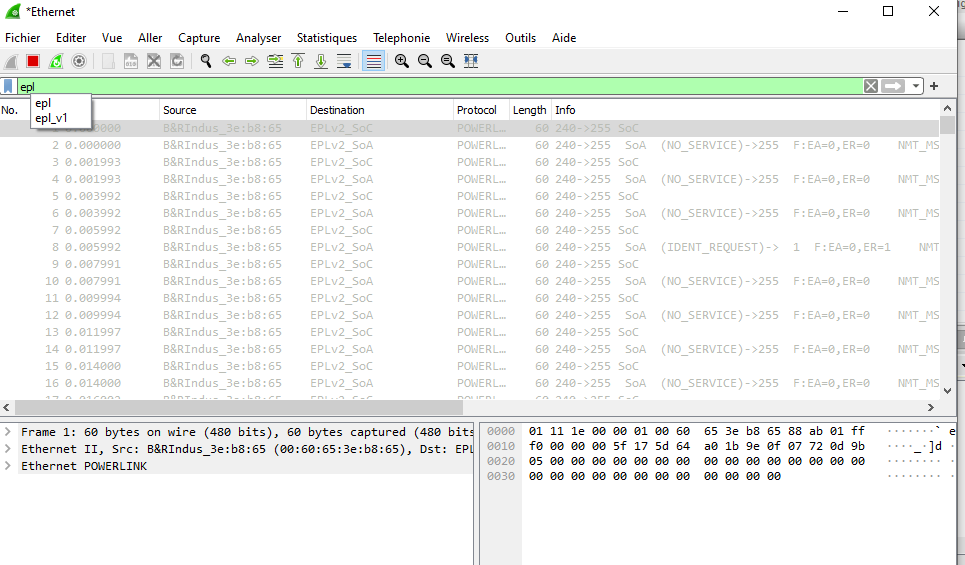 *Ethernet
Fichier Editer Vue Aller Capture Analyser Statistiques Telephonie Wireless Outils Aide
epl
epl
epl_v1
No. Source Destination Protocol Length Info
B&RIndus_3e:b8:65 EPLv2_SoC POWERL… 60 240->255 SoC
2 0.000000 B&RIndus_3e:b8:65 EPLv2_SoA POWERL… 60 240->255 SoA (NO_SERVICE)->255 F:EA=0,ER=0 NMT_MS
3 0.001993 B&RIndus_3e:b8:65 EPLv2_SoC POWERL… 60 240->255 SoC
4 0.001993 B&RIndus_3e:b8:65 EPLv2_SoA POWERL… 60 240->255 SoA (NO_SERVICE)->255 F:EA=0,ER=0 NMT_MS
5 0.003992 B&RIndus_3e:b8:65 EPLv2_SoC POWERL… 60 240->255 SoC
6 0.003992 B&RIndus_3e:b8:65 EPLv2_SoA POWERL… 60 240->255 SoA (NO_SERVICE)->255 F:EA=0,ER=0 NMT_MS
7 0.005992 B&RIndus_3e:b8:65 EPLv2_SoC POWERL… 60 240->255 SoC
8 0.005992 B&RIndus_3e:b8:65 EPLv2_SoA POWERL… 60 240->255 SoA (IDENT_REQUEST)-> 1 F:EA=0,ER=1 NMT
9 0.007991 B&RIndus_3e:b8:65 EPLv2_SoC POWERL… 60 240->255 SoC
10 0.007991 B&RIndus_3e:b8:65 EPLv2_SoA POWERL… 60 240->255 SoA (NO_SERVICE)->255 F:EA=0,ER=0 NMT_MS
11 0.009994 B&RIndus_3e:b8:65 EPLv2_SoC POWERL… 60 240->255 SoC
12 0.009994 B&RIndus_3e:b8:65 EPLv2_SoA POWERL… 60 240->255 SoA (NO_SERVICE)->255 F:EA=0,ER=0 NMT_MS
13 0.011997 B&RIndus_3e:b8:65 EPLv2_SoC POWERL… 60 240->255 SoC
14 0.011997 B&RIndus_3e:b8:65 EPLv2_SoA POWERL… 60 240->255 SoA (NO_SERVICE)->255 F:EA=0,ER=0 NMT_MS
15 0.014000 B&RIndus_3e:b8:65 EPLv2_SoC POWERL… 60 240->255 SoC
16 0.014000 B&RIndus_3e:b8:65 EPLv2_SoA POWERL… 60 240->255 SoA (NO_SERVICE)->255 F:EA=0,ER=0 NMT_MS
Frame 1: 60 bytes on wire (480 bits), 60 bytes captured (480 bits
Ethernet II, Src: B&RIndus_3e:b8:65 (00:60:65:3e:b8:65), Dst: EPL
Ethernet POWERLINK
0000 01 11 1e 00 00 01 00 60 65 3e b8 65 88 ab 01 ff ·······` e
0010 f0 00 00 00 5f 17 5d 64 a0 1b 9e 0f 07 72 0d 9b ····_·]d ·
0020 05 00 00 00 00 00 00 00 00 00 00 00 00 00 00 00 ········ ·
0030 00 00 00 00 00 00 00 00 00 00 00 00 ········ ·